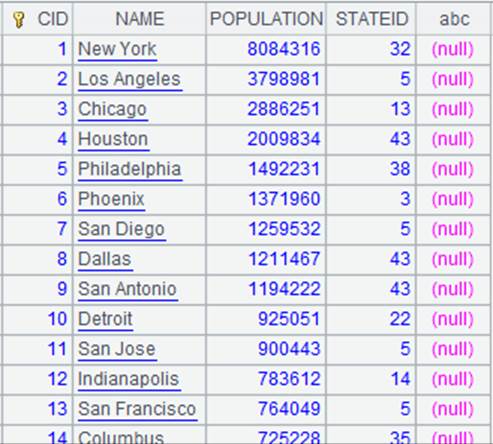 CID NAME POPULATION STATEID abc
1 New York 8084316 32 (null)
2 Los Angeles 3798981 5 (null)
3 Chicago 2886251 13 (null)
4 Houston 2009834 43 (null)
5 Philadelphia 1492231 38 (null)
6 Phoenix 1371960 3 (null)
7 San Diego 1259532 5 (null)
8 Dallas 1211467 43 (null)
9 San Antonio 1194222 43 (null)
10 Detroit 925051 22 (null)
11 San Jose 900443 5 (null)
12 Indianapolis 783612 14 (null)
13 San Francisco 764049 5 (null)
14 Columbus 725228 35 (null)